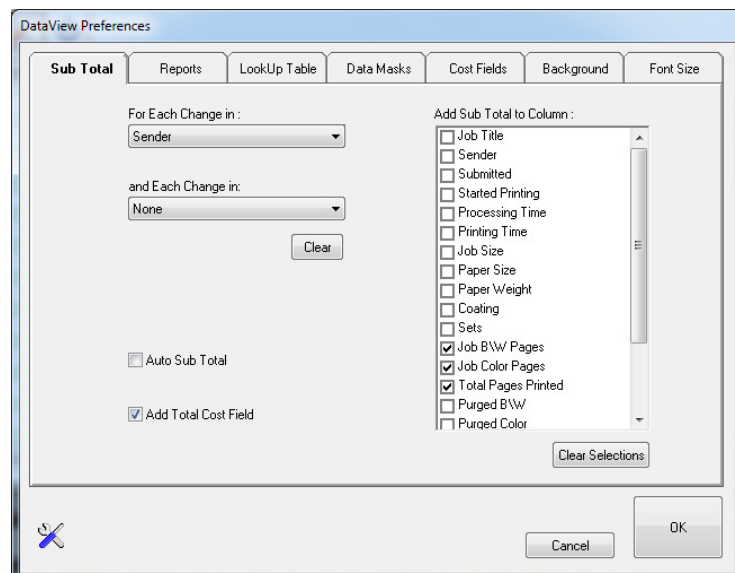 DataView Preferences
Sub Total
Reports
LookUp Table
Data Masks
Cost Fields
Background
Font Size
For Each Change in :
Sender
and Each Change in:
None
Clear
Auto Sub Total
Add Total Cost Field
Add Sub Total to Column :
Job Title
Sender
Submitted
Started Printing
Processing Time
Printing Time
Job Size
Paper Size
Paper Weight
Coating
Sets
Job B\W Pages
Job Color Pages
Total Pages Printed
Purged B\W
Purged Color
Clear Selections
Cancel
OK